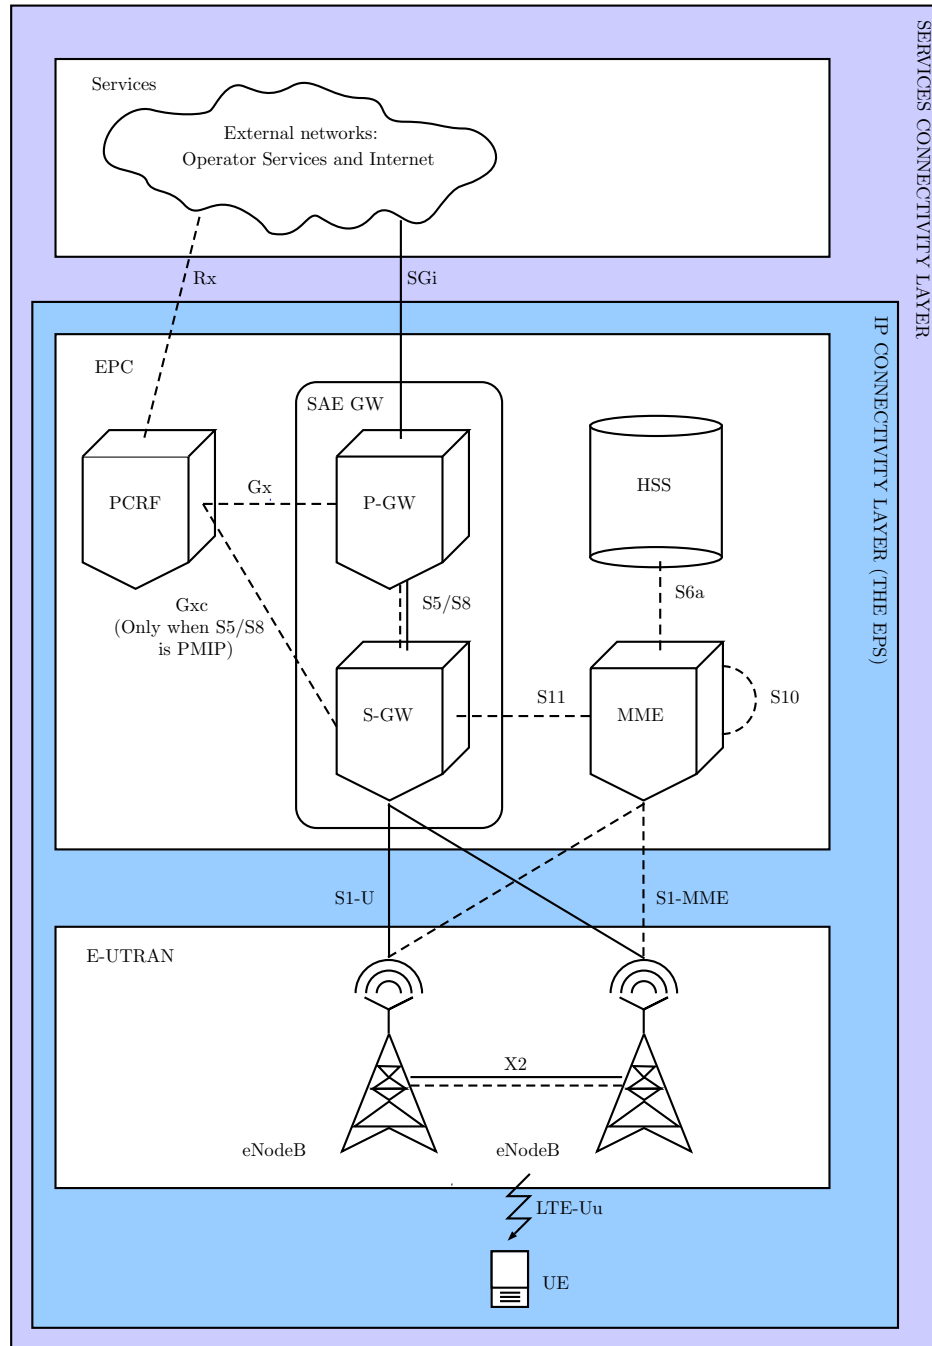 SERVICES CONNECTIVITY LAYER
Services
External networks:
Operator Services and Internet
Rx
SGi
IP CONNECTIVITY LAYER (THE EPS)
EPC
SAE GW
PCRF
Gx
P-GW
HSS
Gxc
(Only when S5/S8
is PMIP)
S5/S8
S6a
S-GW
S11
MME
S10
S1-U
S1-MME
E-UTRAN
X2
eNodeB
eNodeB
LTE-Uu
UE